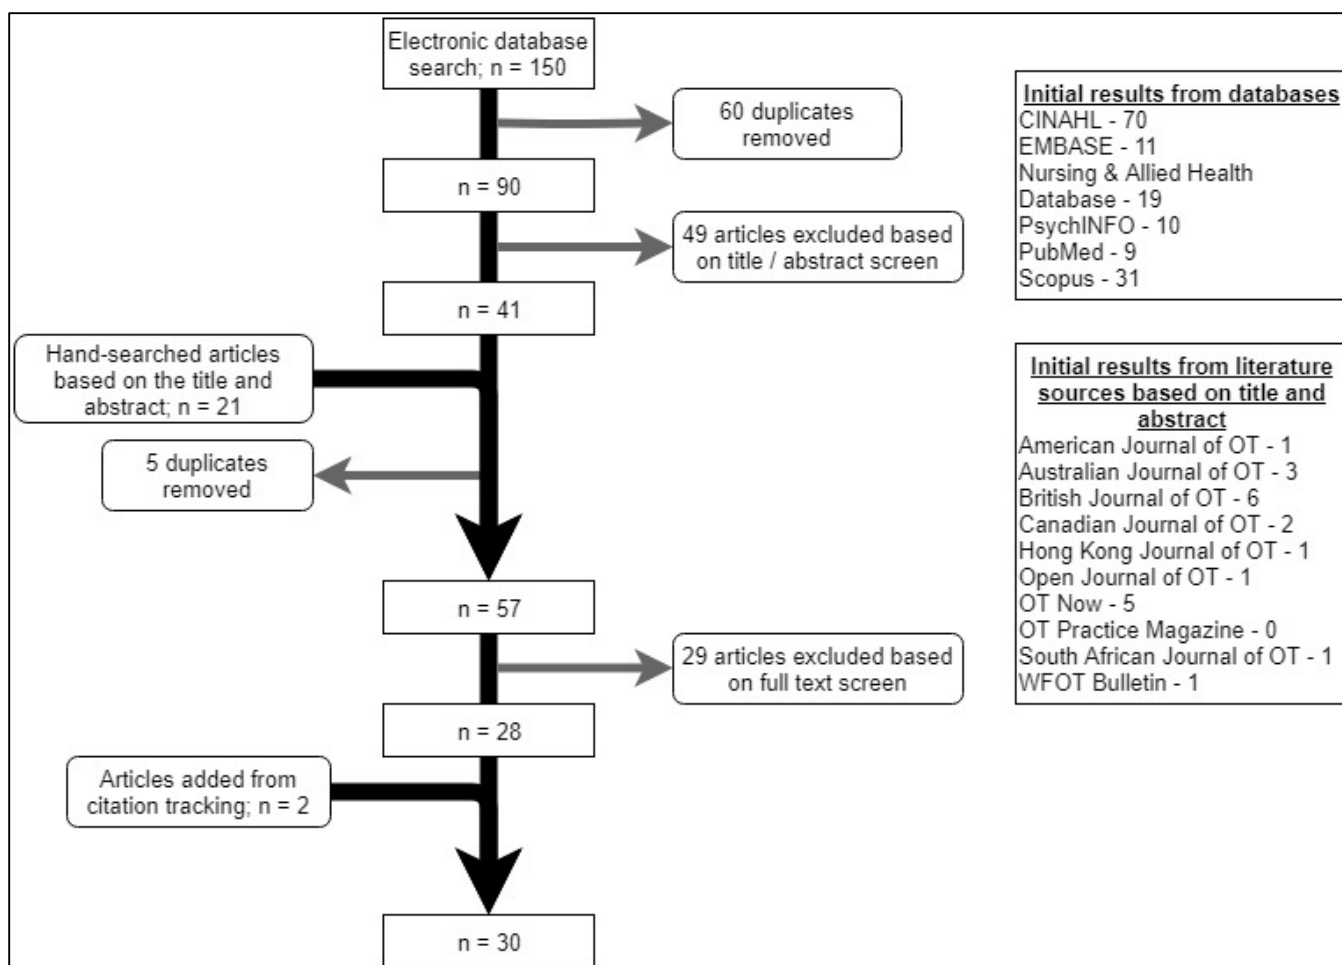 Electronic database
search; n = 150
60 duplicates
removed
n = 90
49 articles excluded based
on title / abstract screen
n = 41
Hand-searched articles
based on the title and
abstract; n = 21
5 duplicates
removed
n = 57
29 articles excluded based
on full text screen
n = 28
Articles added from
citation tracking; n = 2
n = 30
Initial results from databases
CINAHL - 70
EMBASE - 11
Nursing & Allied Health
Database - 19
PsychINFO - 10
PubMed - 9
Scopus - 31
Initial results from literature
sources based on title and
abstract
American Journal of OT - 1
Australian Journal of OT - 3
British Journal of OT - 6
Canadian Journal of OT - 2
Hong Kong Journal of OT - 1
Open Journal of OT - 1
OT Now - 5
OT Practice Magazine - 0
South African Journal of OT - 1
WFOT Bulletin - 1